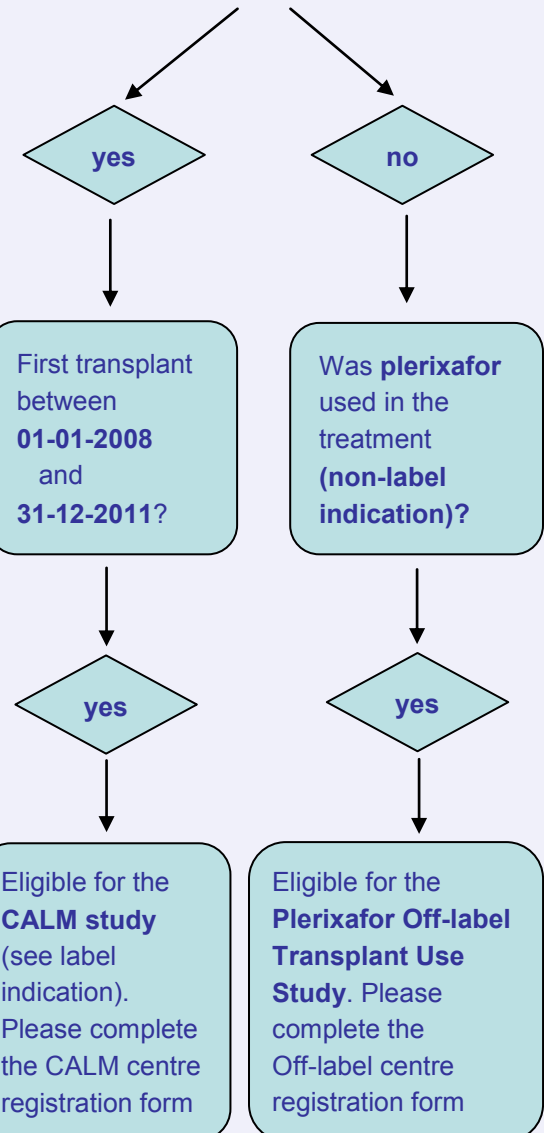 yes
no
First transplant
between
01-01-2008
and
31-12-2011?
Was plerixafor
used in the
treatment
(non-label
indication)?
yes
yes
Eligible for the
CALM study
(see label
indication).
Please complete
the CALM centre
registration form
Eligible for the
Plerixafor Off-label
Transplant Use
Study. Please
complete the
Off-label centre
registration form